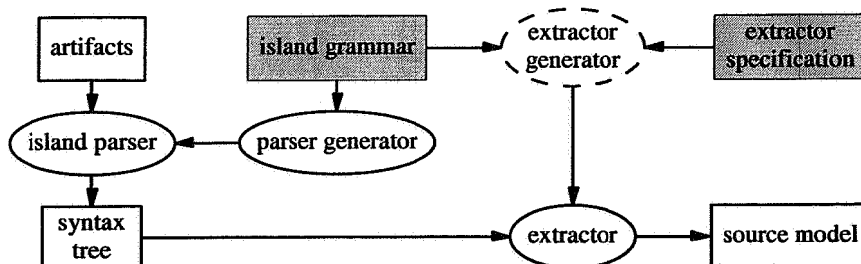 artifacts
island grammar
extractor
generator
extractor
specification
island parser
parser generator
syntax
tree
extractor
source model